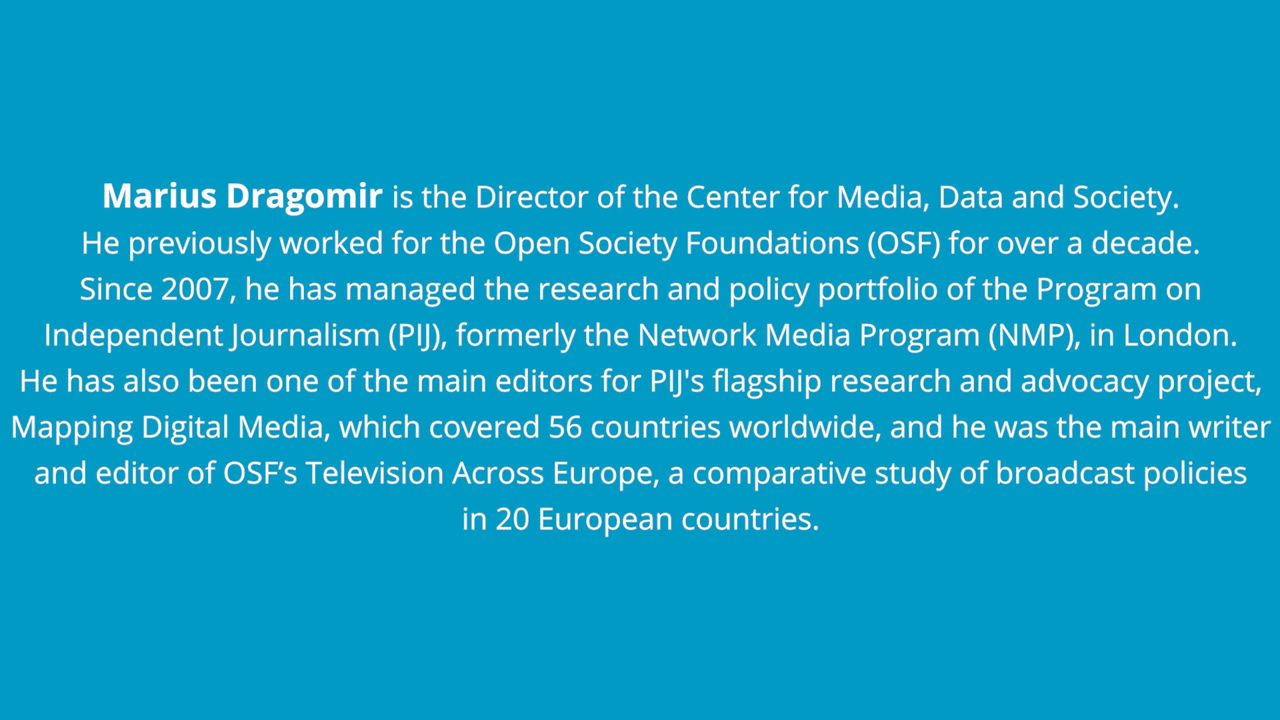 Marius Dragomir is the Director of the Center for Media, Data and Society.
He previously worked for the Open Society Foundations (OSF) for over a decade.
Since 2007, he has managed the research and policy portfolio of the Program on
Independent Journalism (PIJ), formerly the Network Media Program (NMP), in London.
He has also been one of the main editors for PIJ's flagship research and advocacy project,
Mapping Digital Media, which covered 56 countries worldwide, and he was the main writer
and editor of OSF’s Television Across Europe, a comparative study of broadcast policies
in 20 European countries.